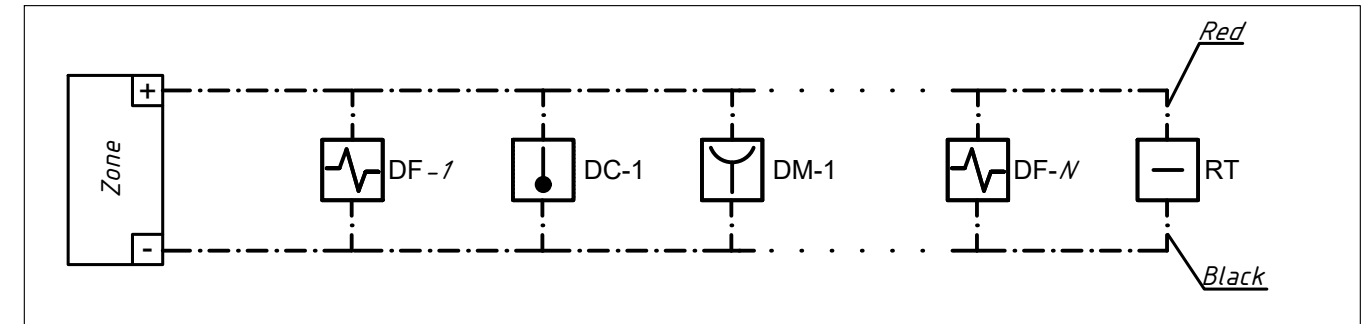 Red
+
Zone
DF-1
DC-1
DM-1
DF-N
RT
-
Black